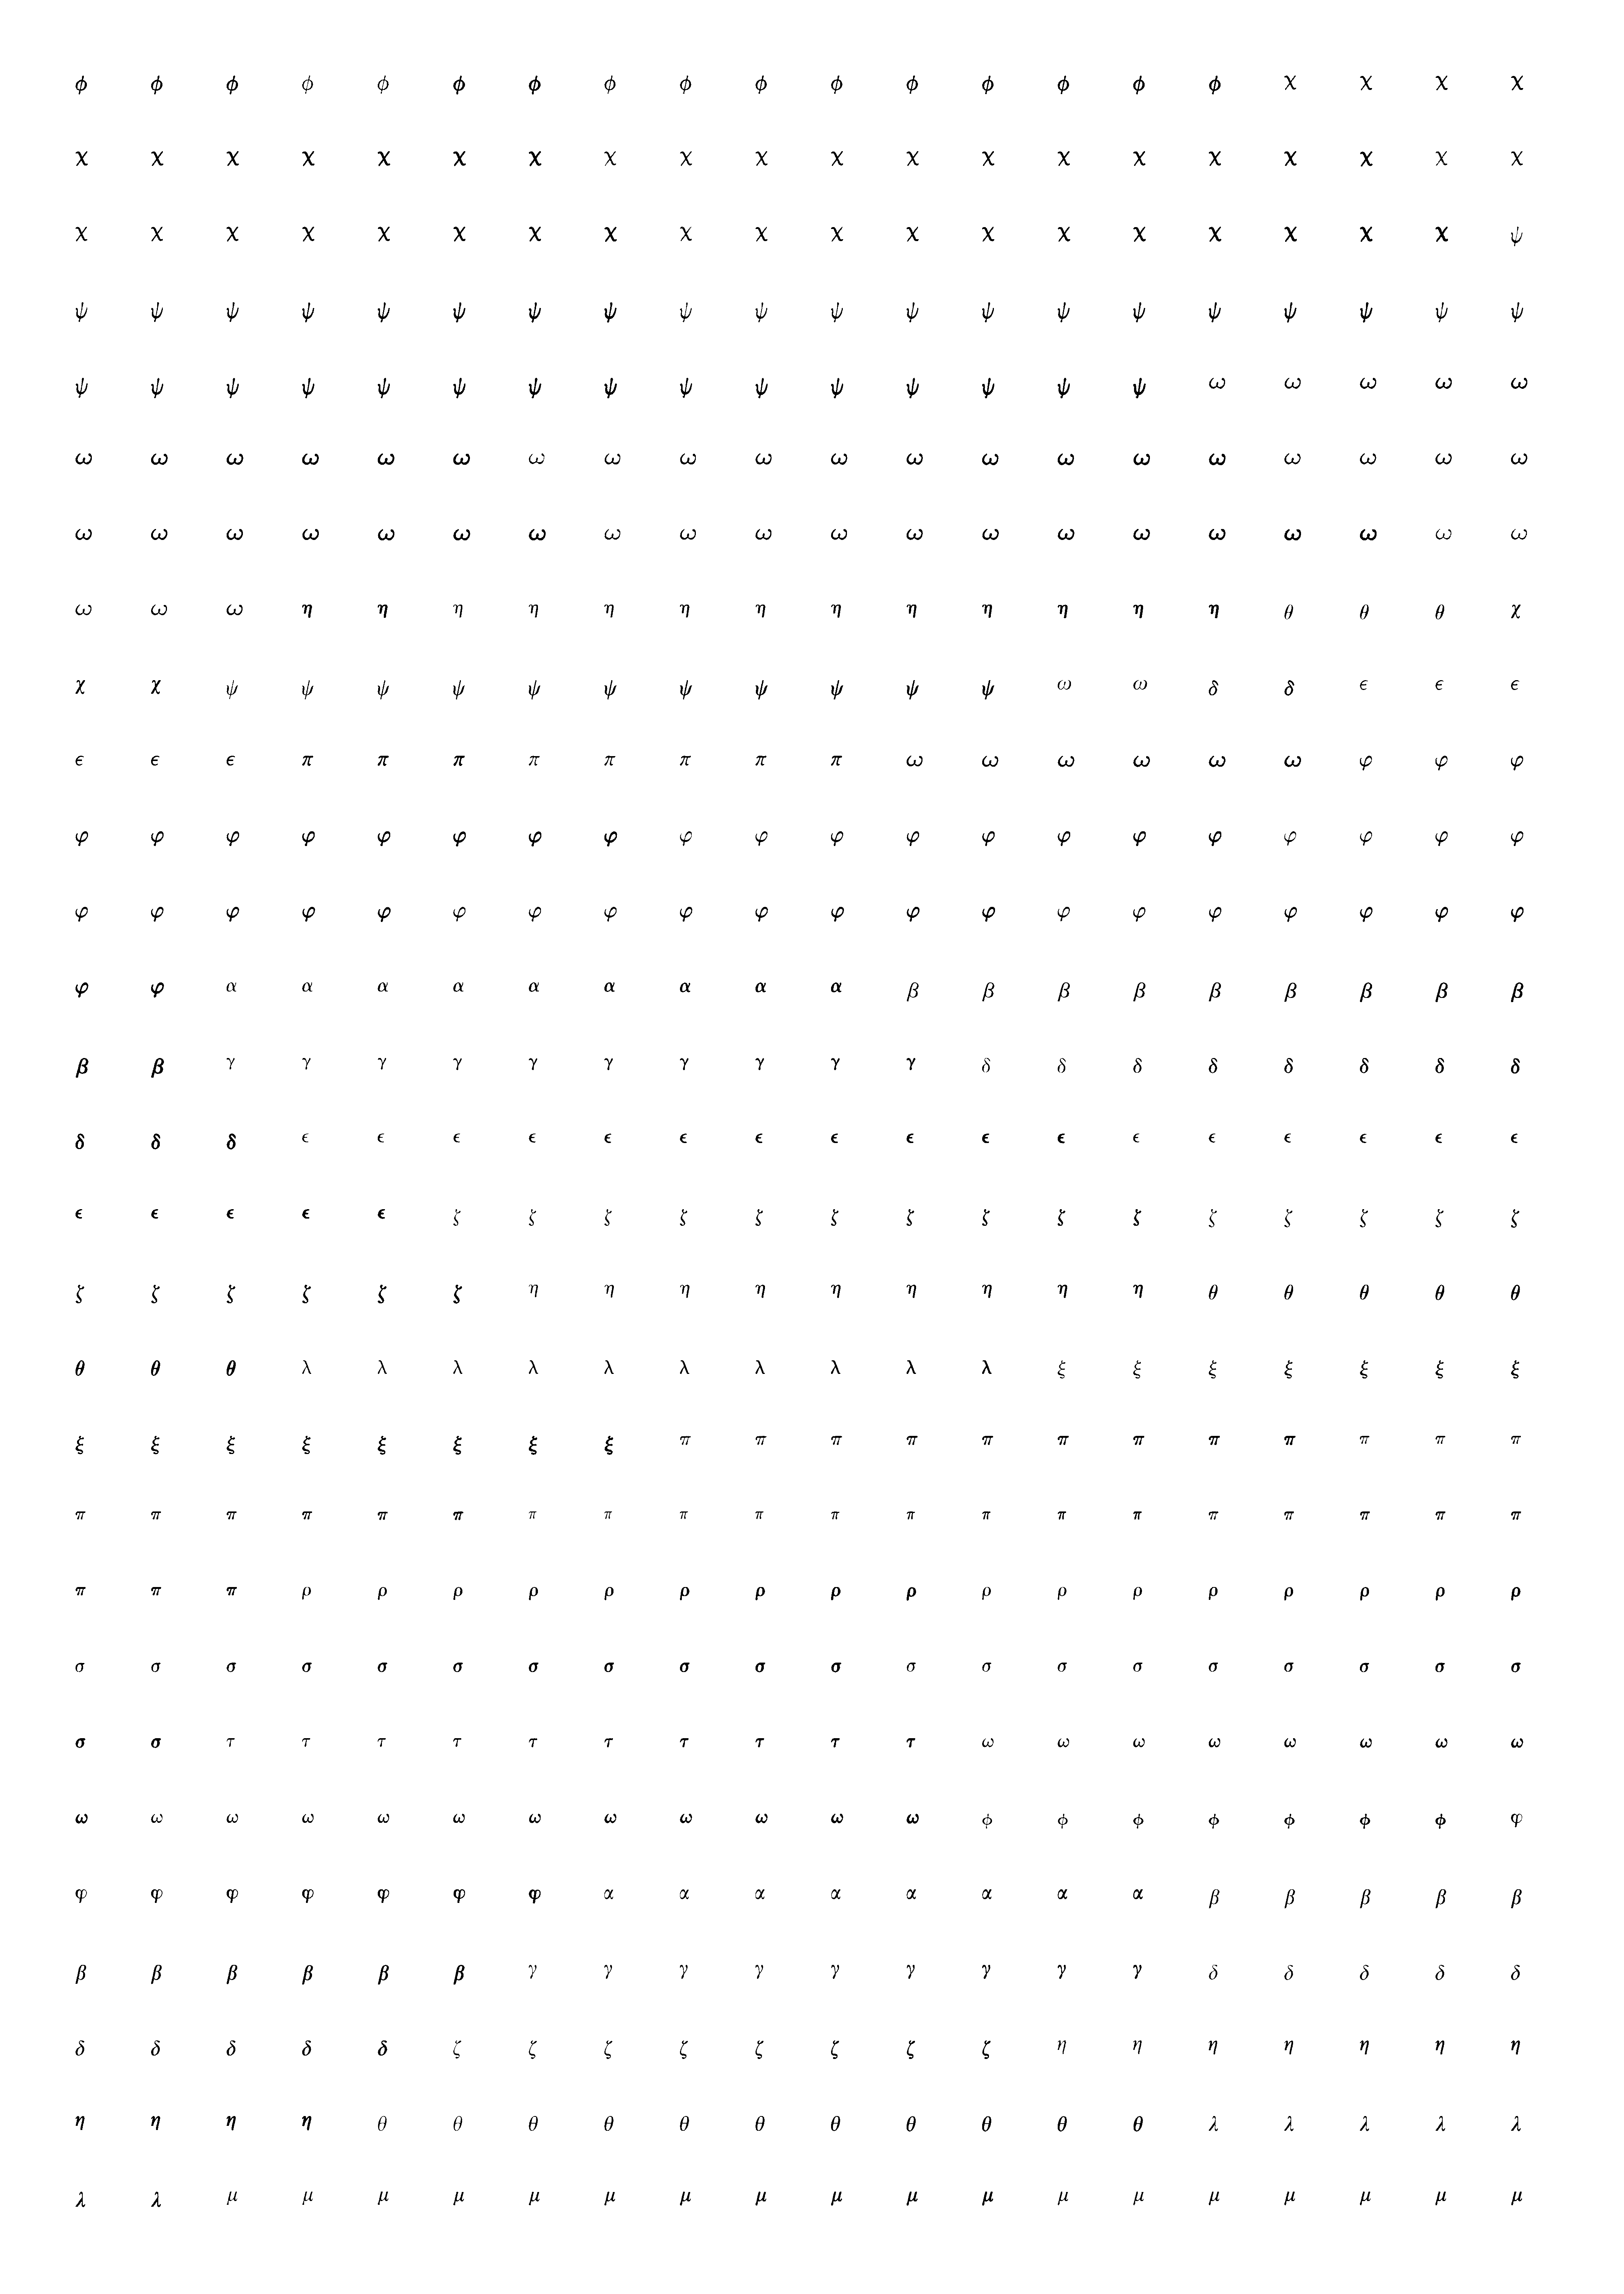 ϕ ϕ ϕ ϕ ϕ ϕ ϕ ϕ ϕ ϕ ϕ ϕ ϕ ϕ ϕ ϕ χ χ χ χ
χ χ χ χ χ χ χ χ χ χ χ χ χ χ χ χ χ χ χ χ
χ χ χ χ χ χ χ χ χ χ χ χ χ χ χ χ χ χ χ ψ
ψ ψ ψ ψ ψ ψ ψ ψ ψ ψ ψ ψ ψ ψ ψ ψ ψ ψ ψ ψ
ψ ψ ψ ψ ψ ψ ψ ψ ψ ψ ψ ψ ψ ψ ψ ω ω ω ω ω
ω ω ω ω ω ω ω ω ω ω ω ω ω ω ω ω ω ω ω ω
ω ω ω ω ω ω ω ω ω ω ω ω ω ω ω ω ω ω ω ω
ω ω ω η η η η η η η η η η η η η θ θ θ χ
χ χ ψ ψ ψ ψ ψ ψ ψ ψ ψ ψ ψ ω ω δ δ ϵ ϵ ϵ
ϵ ϵ ϵ π π π π π π π π ω ω ω ω ω ω φ φ φ
φ φ φ φ φ φ φ φ φ φ φ φ φ φ φ φ φ φ φ φ
φ φ φ φ φ φ φ φ φ φ φ φ φ φ φ φ φ φ φ φ
φ φ α α α α α α α α α β β β β β β β β β
β β γ γ γ γ γ γ γ γ γ γ δ δ δ δ δ δ δ δ
δ δ δ ϵ ϵ ϵ ϵ ϵ ϵ ϵ ϵ ϵ ϵ ϵ ϵ ϵ ϵ ϵ ϵ ϵ
ϵ ϵ ϵ ϵ ϵ ζ ζ ζ ζ ζ ζ ζ ζ ζ ζ ζ ζ ζ ζ ζ
ζ ζ ζ ζ ζ ζ η η η η η η η η η θ θ θ θ θ
θ θ θ λ λ λ λ λ λ λ λ λ λ ξ ξ ξ ξ ξ ξ ξ
ξ ξ ξ ξ ξ ξ ξ ξ π π π π π π π π π π π π
π π π π π π π π π π π π π π π π π π π π
π π π ρ ρ ρ ρ ρ ρ ρ ρ ρ ρ ρ ρ ρ ρ ρ ρ ρ
σ σ σ σ σ σ σ σ σ σ σ σ σ σ σ σ σ σ σ σ
σ σ τ τ τ τ τ τ τ τ τ τ ω ω ω ω ω ω ω ω
ω ω ω ω ω ω ω ω ω ω ω ω ϕ ϕ ϕ ϕ ϕ ϕ ϕ φ
φ φ φ φ φ φ φ α α α α α α α α β β β β β
β β β β β β γ γ γ γ γ γ γ γ γ δ δ δ δ δ
δ δ δ δ δ ζ ζ ζ ζ ζ ζ ζ ζ η η η η η η η
η η η η θ θ θ θ θ θ θ θ θ θ θ λ λ λ λ λ
λ λ μ μ μ μ μ μ μ μ μ μ μ μ μ μ μ μ μ μ